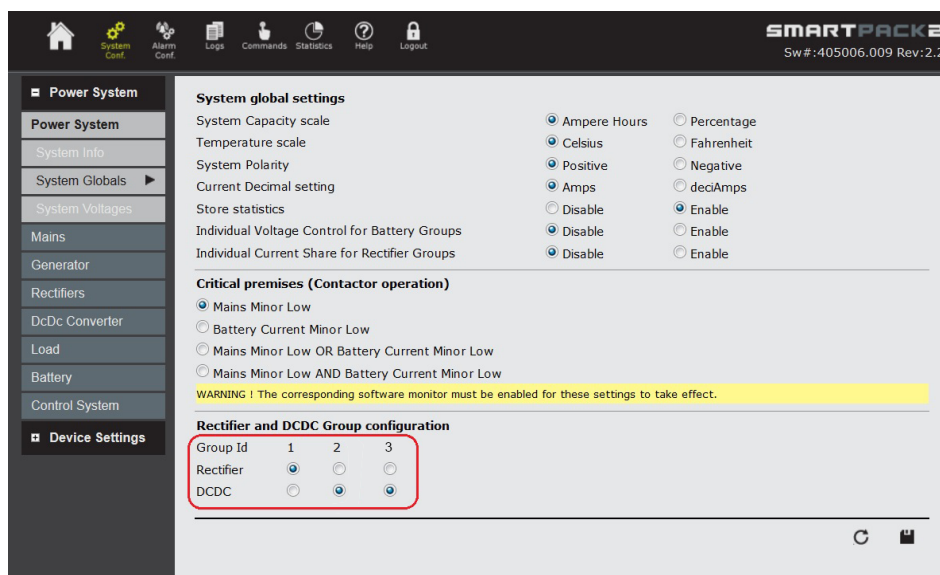 SMARTPACK2
System Conf. Alarm Conf. Logs Commands Statistics Help Logout
Sw#:405006.009 Rev:2.2
Power System
Power System
System Info
System Globals
System Voltages
Mains
Generator
Rectifiers
DcDc Converter
Load
Battery
Control System
Device Settings
System global settings
System Capacity scale Ampere Hours Percentage
Temperature scale Celsius Fahrenheit
System Polarity Positive Negative
Current Decimal setting Amps deciAmps
Store statistics Disable Enable
Individual Voltage Control for Battery Groups Disable Enable
Individual Current Share for Rectifier Groups Disable Enable
Critical premises (Contactor operation)
Mains Minor Low
Battery Current Minor Low
Mains Minor Low OR Battery Current Minor Low
Mains Minor Low AND Battery Current Minor Low
WARNING ! The corresponding software monitor must be enabled for these settings to take effect.
Rectifier and DCDC Group configuration
Group Id 1 2 3
Rectifier
DCDC